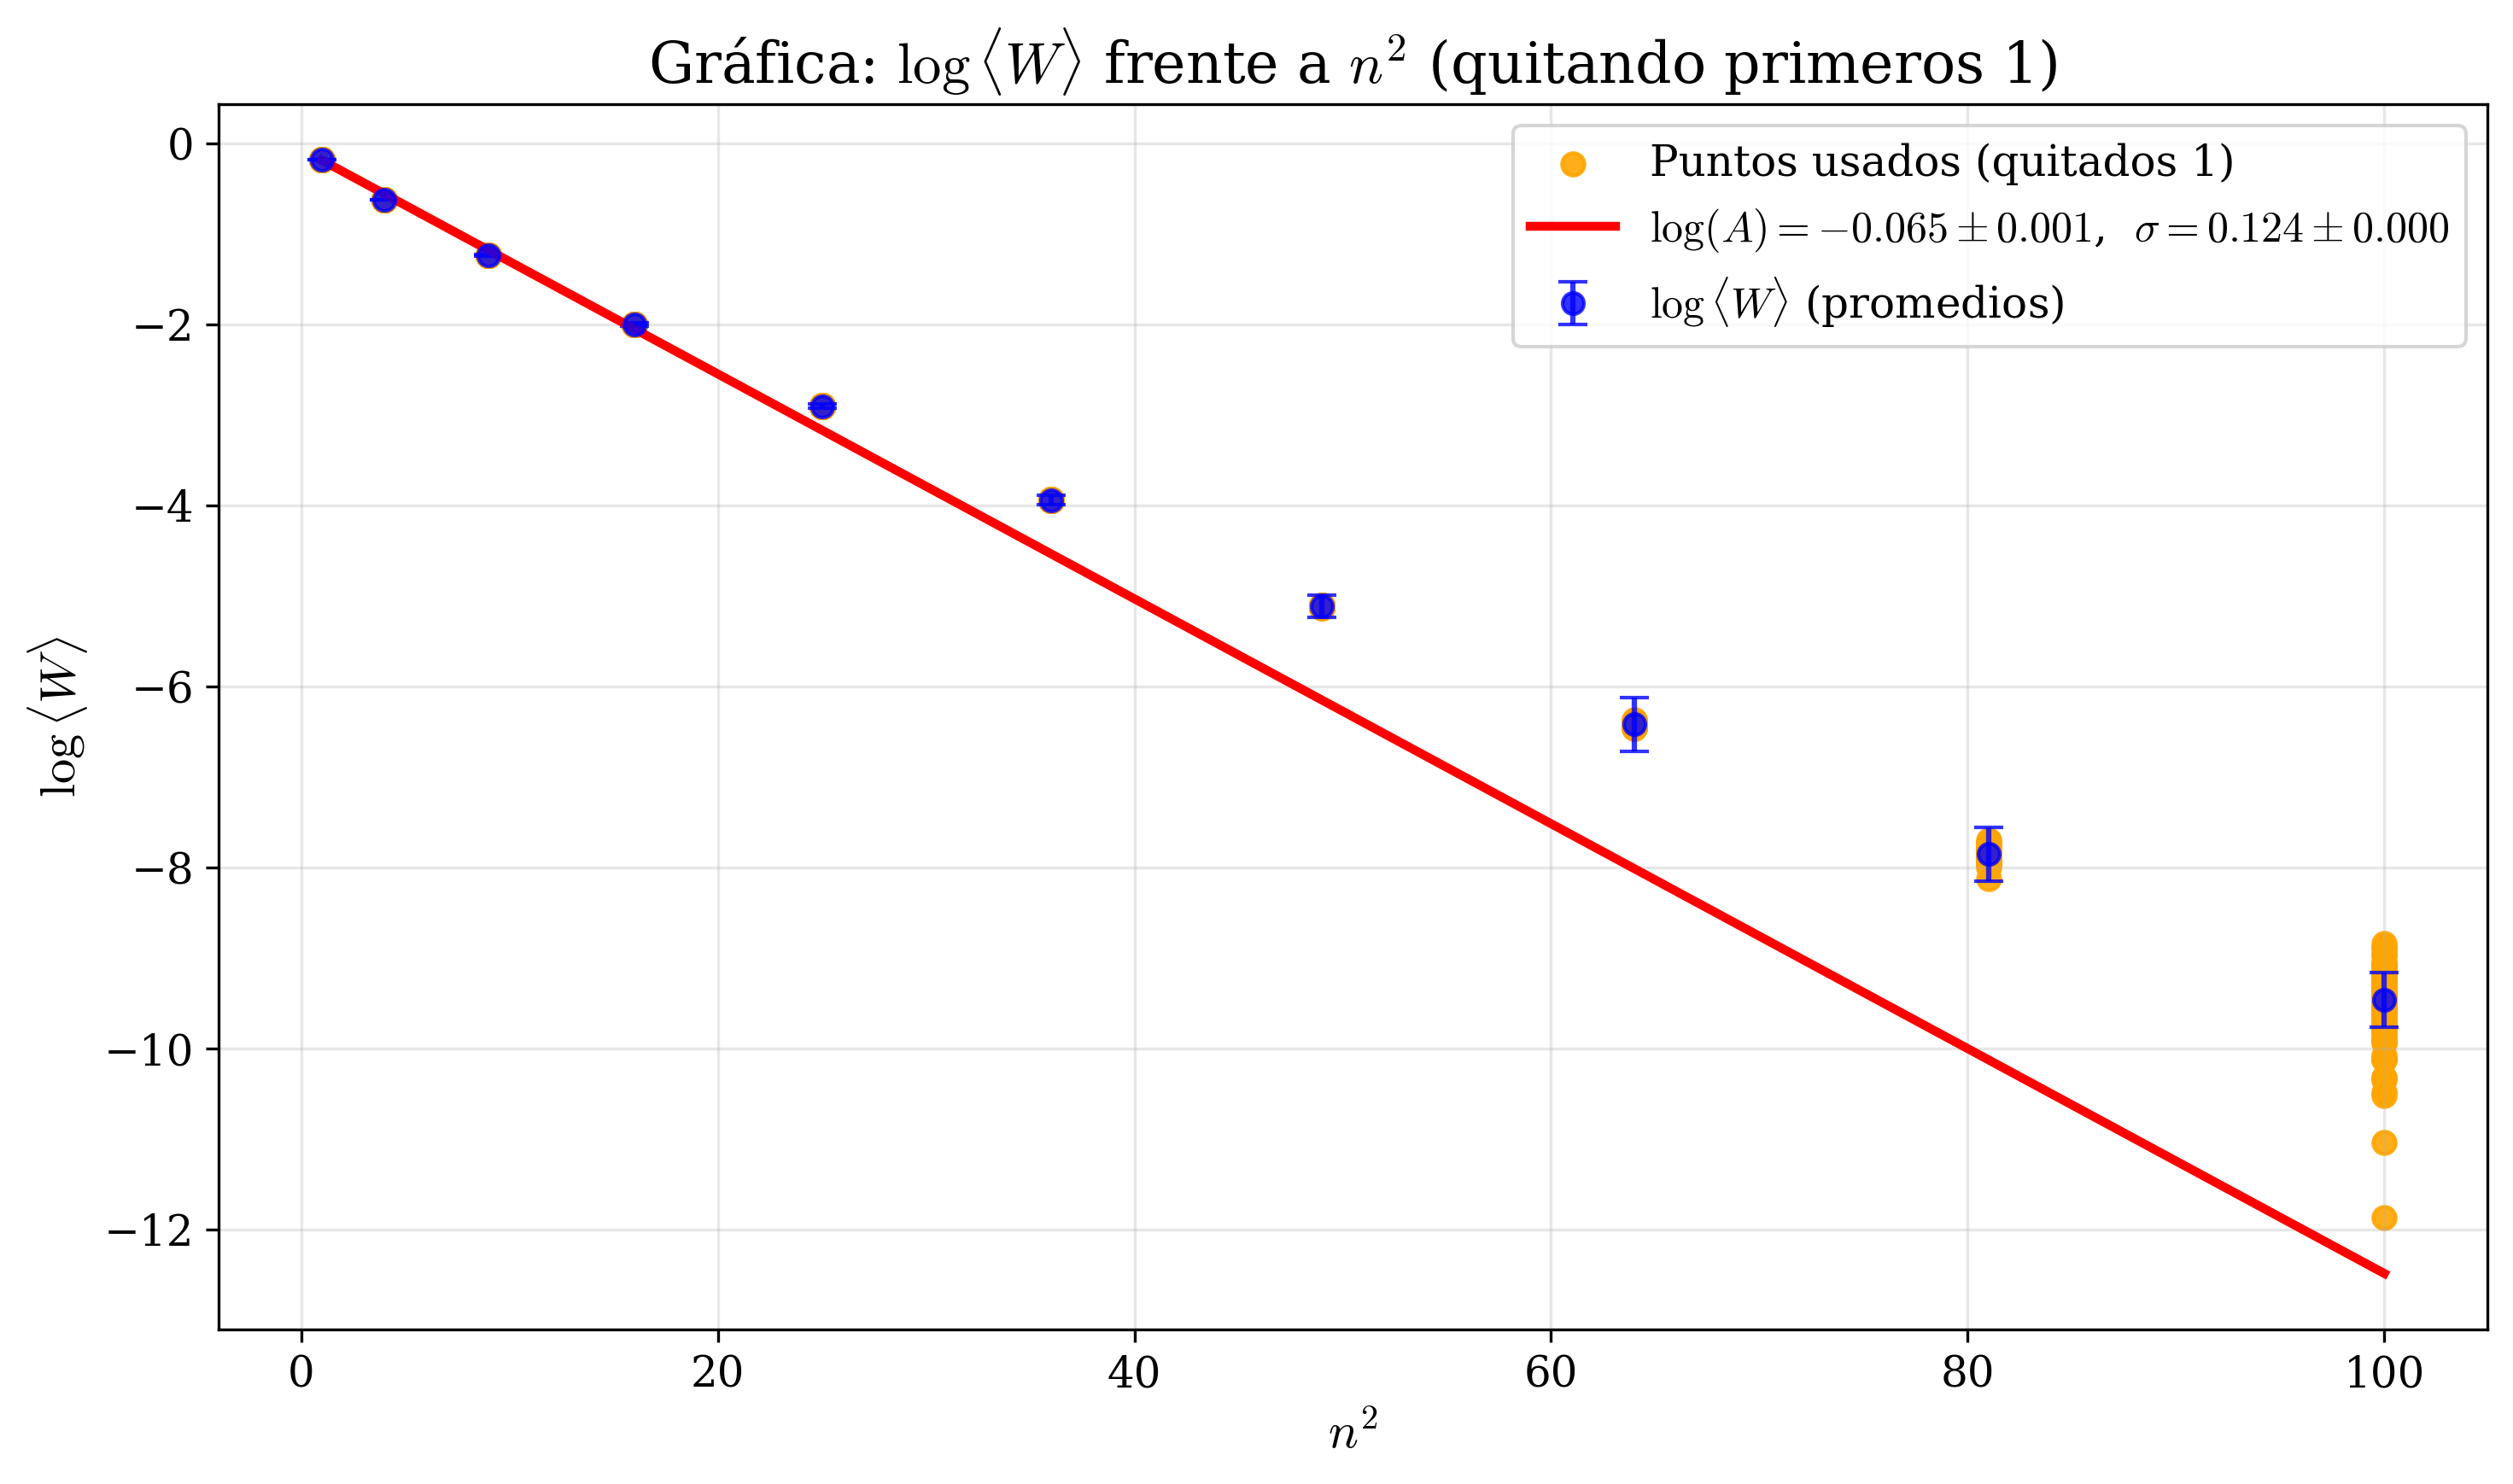 Gráfica: log⟨W⟩ frente a n² (quitando primeros 1)
Puntos usados (quitados 1)
log(A) = −0.065 ± 0.001, σ = 0.124 ± 0.000
log⟨W⟩ (promedios)
log⟨W⟩
0
−2
−4
−6
−8
−10
−12
0 20 40 60 80 100
n²